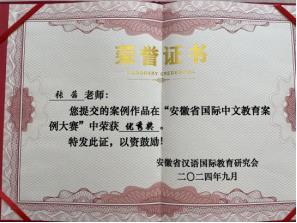 荣誉证书
HONORARY CREDENTIAL
张茁 老师:
您提交的案例作品在“安徽省国际中文教育案
例大赛”中荣获 优秀奖 。
特发此证，以资鼓励！
安徽省汉语国际教育研究会
二〇二四年九月